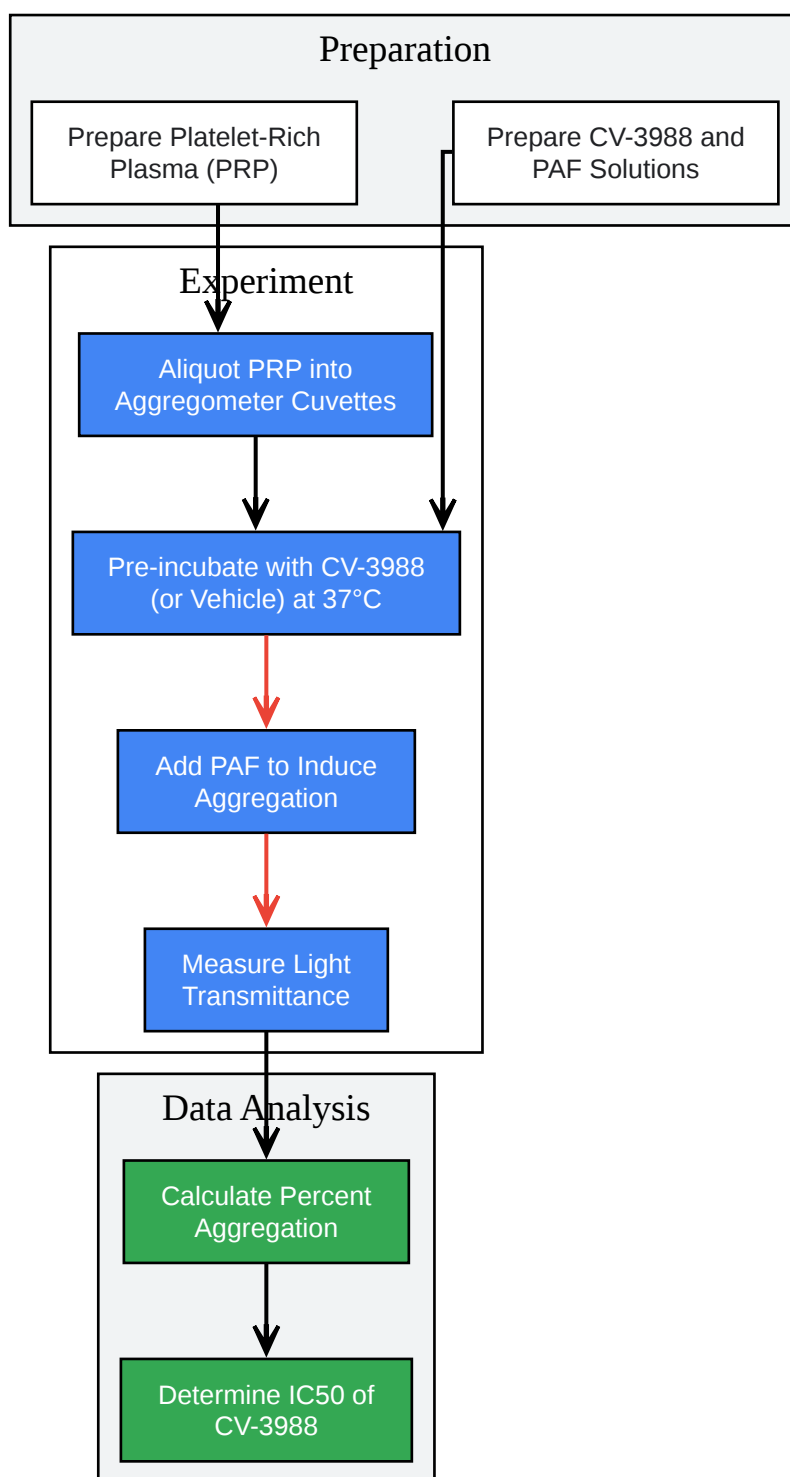 Preparation
Prepare Platelet-Rich
Plasma (PRP)
Prepare CV-3988 and
PAF Solutions
Experiment
Aliquot PRP into
Aggregometer Cuvettes
Pre-incubate with CV-3988
(or Vehicle) at 37°C
Add PAF to Induce
Aggregation
Measure Light
Transmittance
Data Analysis
Calculate Percent
Aggregation
Determine IC50 of
CV-3988